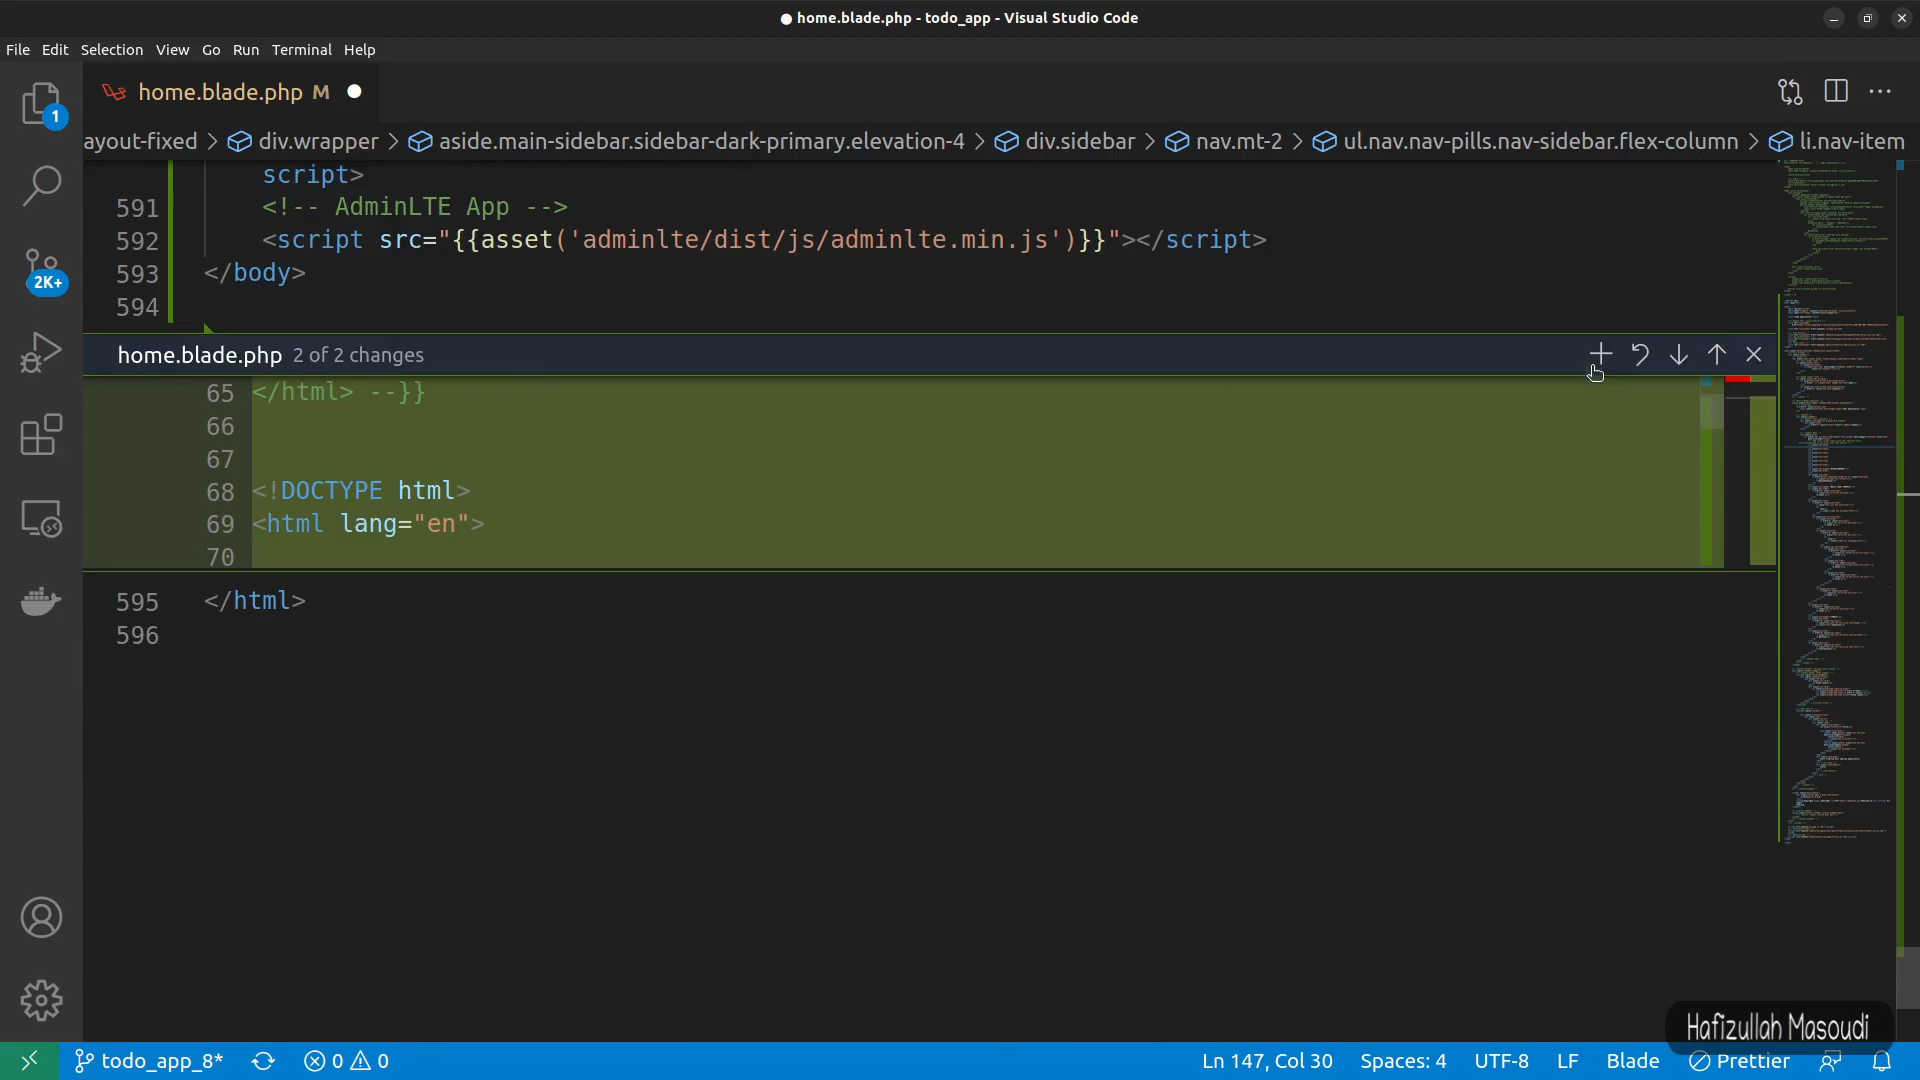 home.blade.php - todo_app - Visual Studio Code
File Edit Selection View Go Run Terminal Help
home.blade.php M
1
ayout-fixed > div.wrapper > aside.main-sidebar.sidebar-dark-primary.elevation-4 > div.sidebar > nav.mt-2 > ul.nav.nav-pills.nav-sidebar.flex-column > li.nav-item
script>
591 <!-- AdminLTE App -->
592 <script src="{{asset('adminlte/dist/js/adminlte.min.js')}}"></script>
2K+
593 </body>
594
home.blade.php 2 of 2 changes
65 </html> --}}
66
67
68 <!DOCTYPE html>
69 <html lang="en">
70
595 </html>
596
Hafizullah Masoudi
todo_app_8* 0 0 Ln 147, Col 30 Spaces: 4 UTF-8 LF Blade Prettier